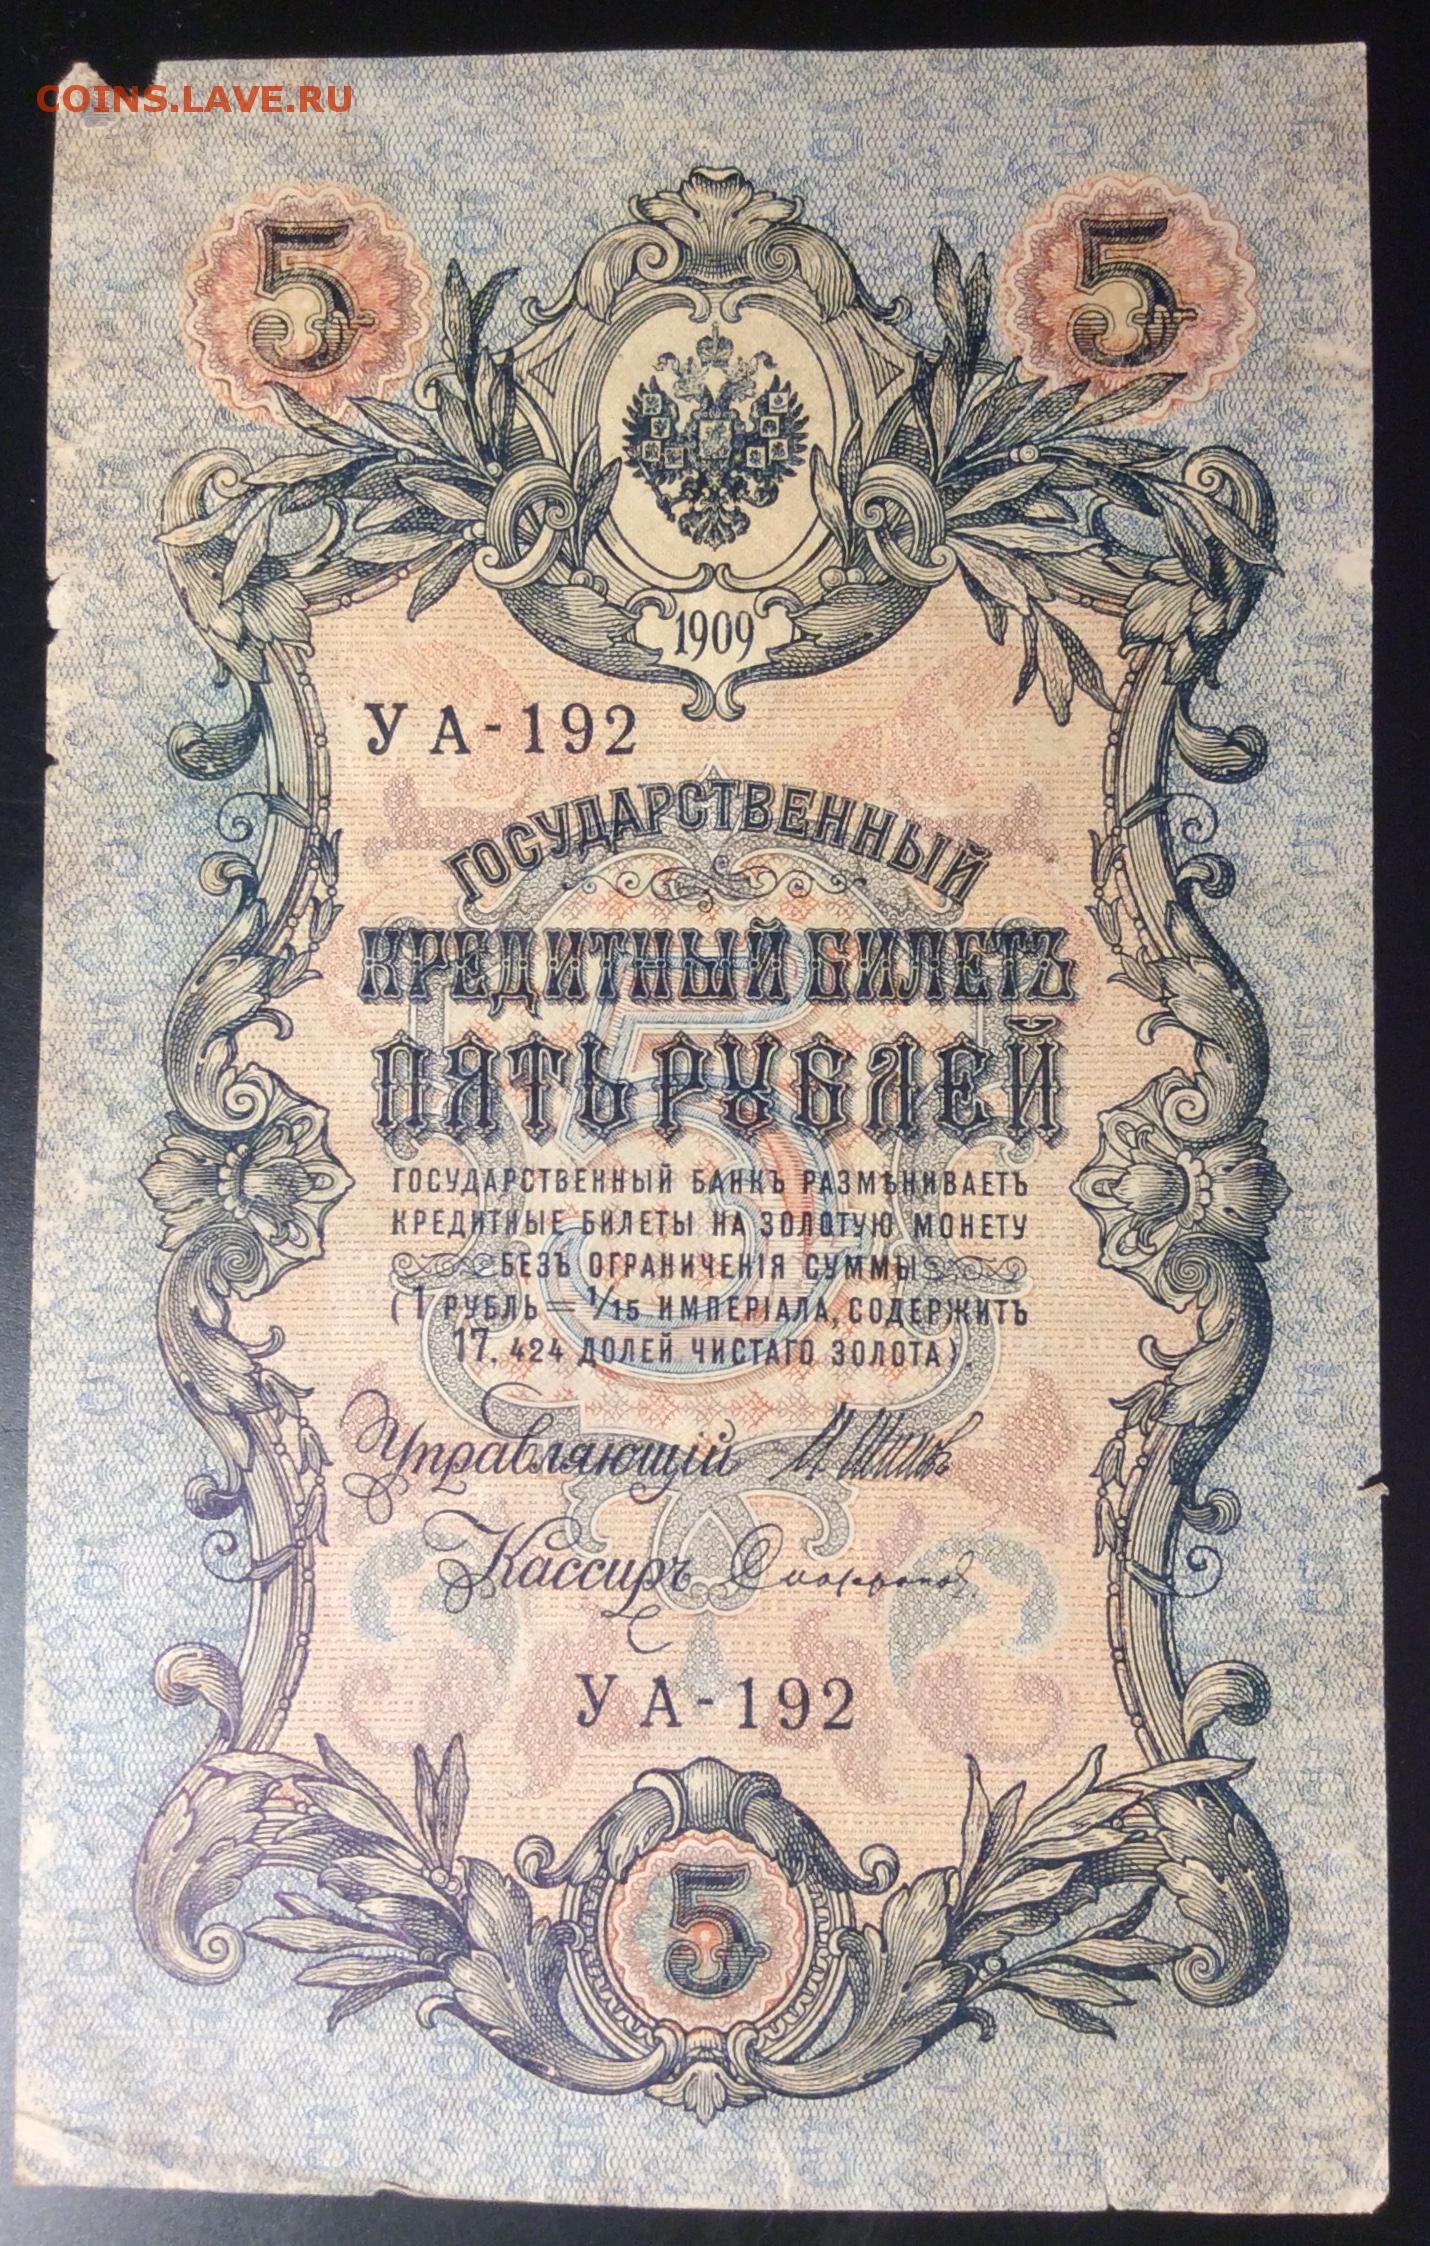 COINS.LAVE.RU
5 5
1909
УА-192
ГОСУДАРСТВЕННЫЙ
КРЕДИТНЫЙ БИЛЕТЪ
ПЯТЬ РУБЛЕЙ
ГОСУДАРСТВЕННЫЙ БАНКЪ РАЗМѢНИВАЕТЪ
КРЕДИТНЫЕ БИЛЕТЫ НА ЗОЛОТУЮ МОНЕТУ
БЕЗЪ ОГРАНИЧЕНІЯ СУММЫ
(1 РУБЛЬ = 1/15 ИМПЕРІАЛА, СОДЕРЖИТЪ
17,424 ДОЛЕЙ ЧИСТАГО ЗОЛОТА).
Управляющій
Кассиръ
УА-192
5